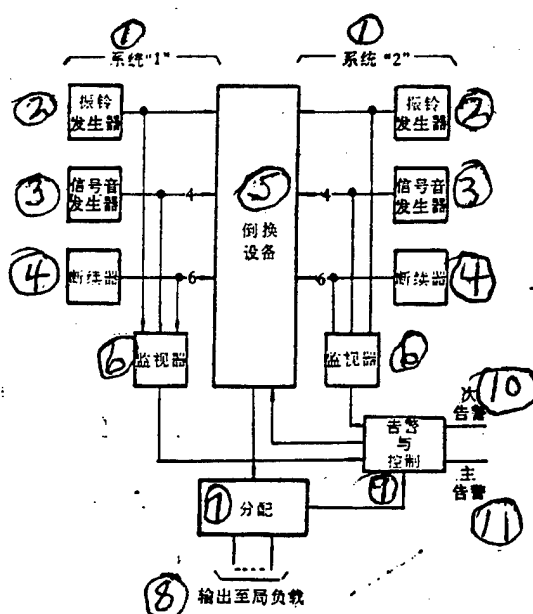 ① ①
系统“1” 系统“2”
② 振铃 振铃 ②
发生器 发生器
③ 信号音 4 ⑤ 4 信号音 ③
发生器 发生器
倒换
设备
④ 断续器 6 6 断续器 ④
⑥ 监视器 监视器 ⑥
⑩
次
告警
告警
与
控制
主
告警
⑨
⑦ 分配
⑪
⑧ 输出至局负载